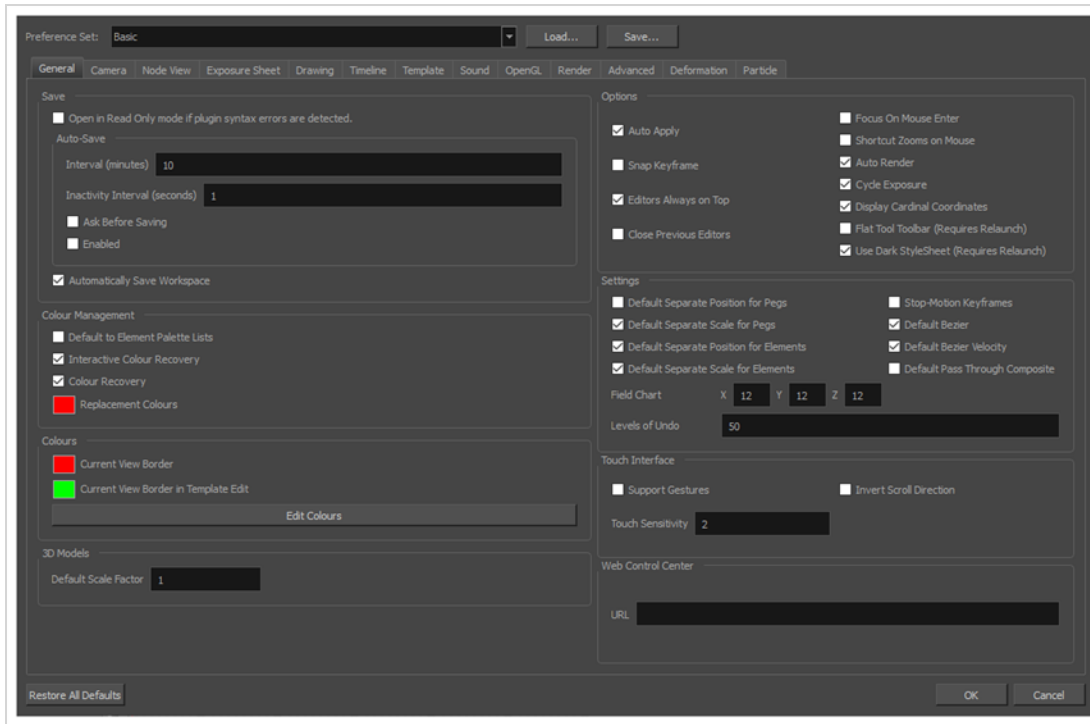 Preference Set: Basic Load... Save...
General Camera Node View Exposure Sheet Drawing Timeline Template Sound OpenGL Render Advanced Deformation Particle
Save
Open in Read Only mode if plugin syntax errors are detected.
Auto-Save
Interval (minutes) 10
Inactivity Interval (seconds) 1
Ask Before Saving
Enabled
Automatically Save Workspace
Colour Management
Default to Element Palette Lists
Interactive Colour Recovery
Colour Recovery
Replacement Colours
Colours
Current View Border
Current View Border in Template Edit
Edit Colours
3D Models
Default Scale Factor 1
Options
Auto Apply
Snap Keyframe
Editors Always on Top
Close Previous Editors
Focus On Mouse Enter
Shortcut Zooms on Mouse
Auto Render
Cycle Exposure
Display Cardinal Coordinates
Flat Tool Toolbar (Requires Relaunch)
Use Dark StyleSheet (Requires Relaunch)
Settings
Default Separate Position for Pegs
Default Separate Scale for Pegs
Default Separate Position for Elements
Default Separate Scale for Elements
Stop-Motion Keyframes
Default Bezier
Default Bezier Velocity
Default Pass Through Composite
Field Chart X 12 Y 12 Z 12
Levels of Undo 50
Touch Interface
Support Gestures Invert Scroll Direction
Touch Sensitivity 2
Web Control Center
URL
Restore All Defaults OK Cancel